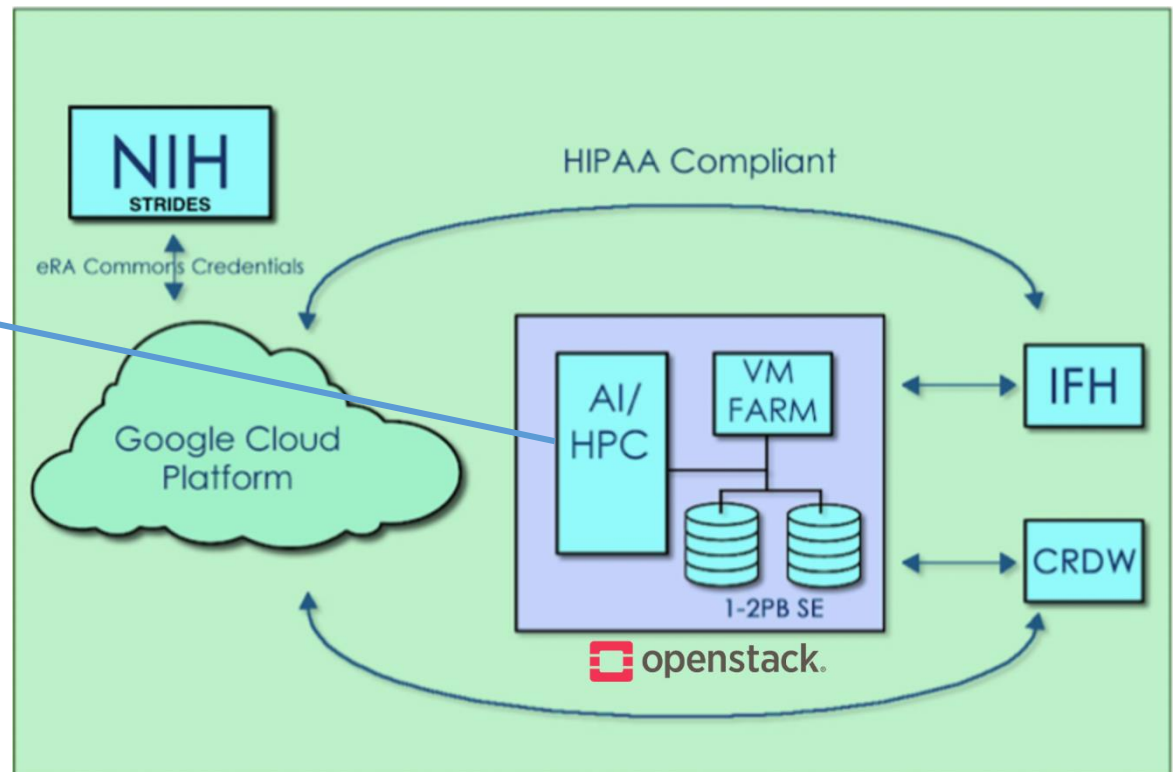 NIH
STRIDES
HIPAA Compliant
eRA Commons Credentials
Google Cloud
Platform
AI/
HPC
VM
FARM
1-2PB SE
IFH
CRDW
openstack.